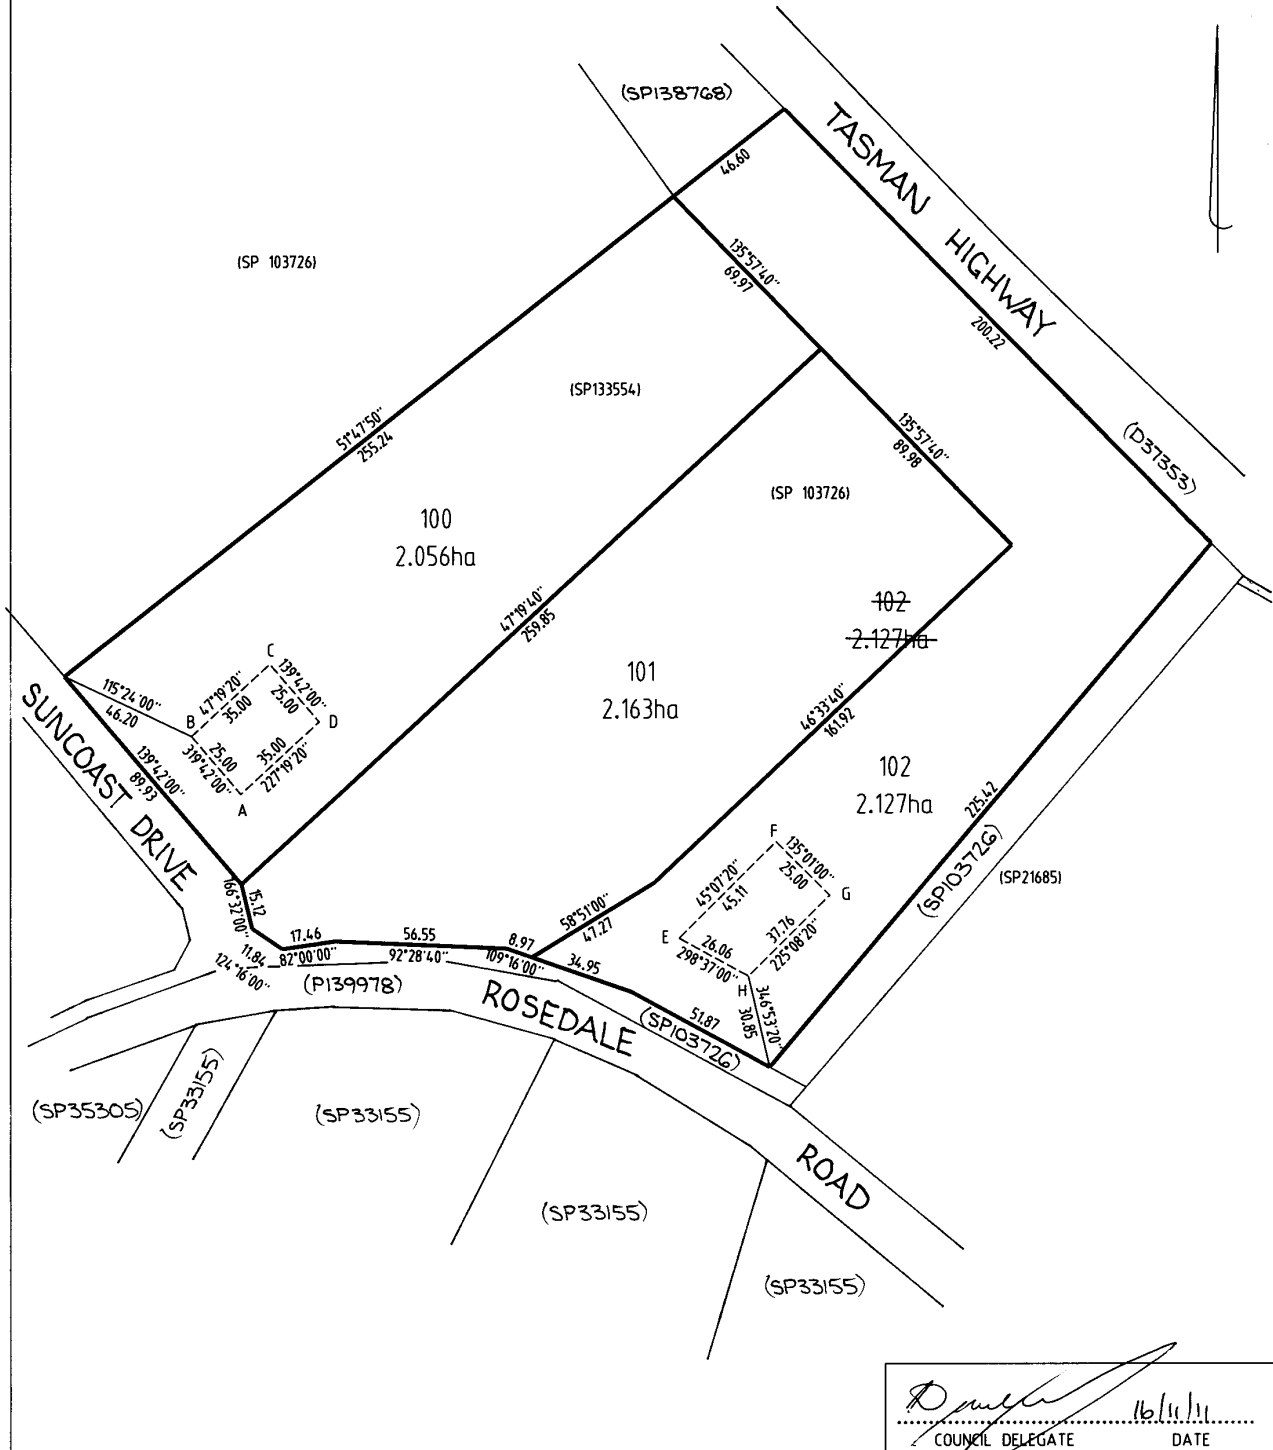 (SP138768)
TASMAN HIGHWAY
46.60
(SP 103726)
135°57'40"
69.97
200.22
(SP133554)
51°47'50"
255.24
135°57'40"
89.98
(D37353)
(SP 103726)
100
2.056ha
47°19'40"
259.85
102
2.127ha
C
139°42'00"
25.00
D
47°19'20"
35.00
B
115°24'00"
46.20
25.00
319°42'00"
35.00
227°19'20"
A
101
2.163ha
46°33'40"
161.92
SUNCOAST DRIVE
139°42'00"
89.93
102
2.127ha
225.42
F
135°01'00"
25.00
G
45°07'20"
45.11
(SP103726)
(SP21685)
166°32'00"
15.12
58°51'00"
47.27
E
26.06
298°37'00"
37.76
225°08'20"
H
17.46
82°00'00"
56.55
92°28'40"
8.97
109°16'00"
34.95
11.84
124°16'00"
346°53'20"
30.85
(P139978)
ROSEDALE
51.87
(SP103726)
(SP35305)
(SP33155)
(SP33155)
ROAD
(SP33155)
(SP33155)
16/11/11
COUNCIL DELEGATE
DATE